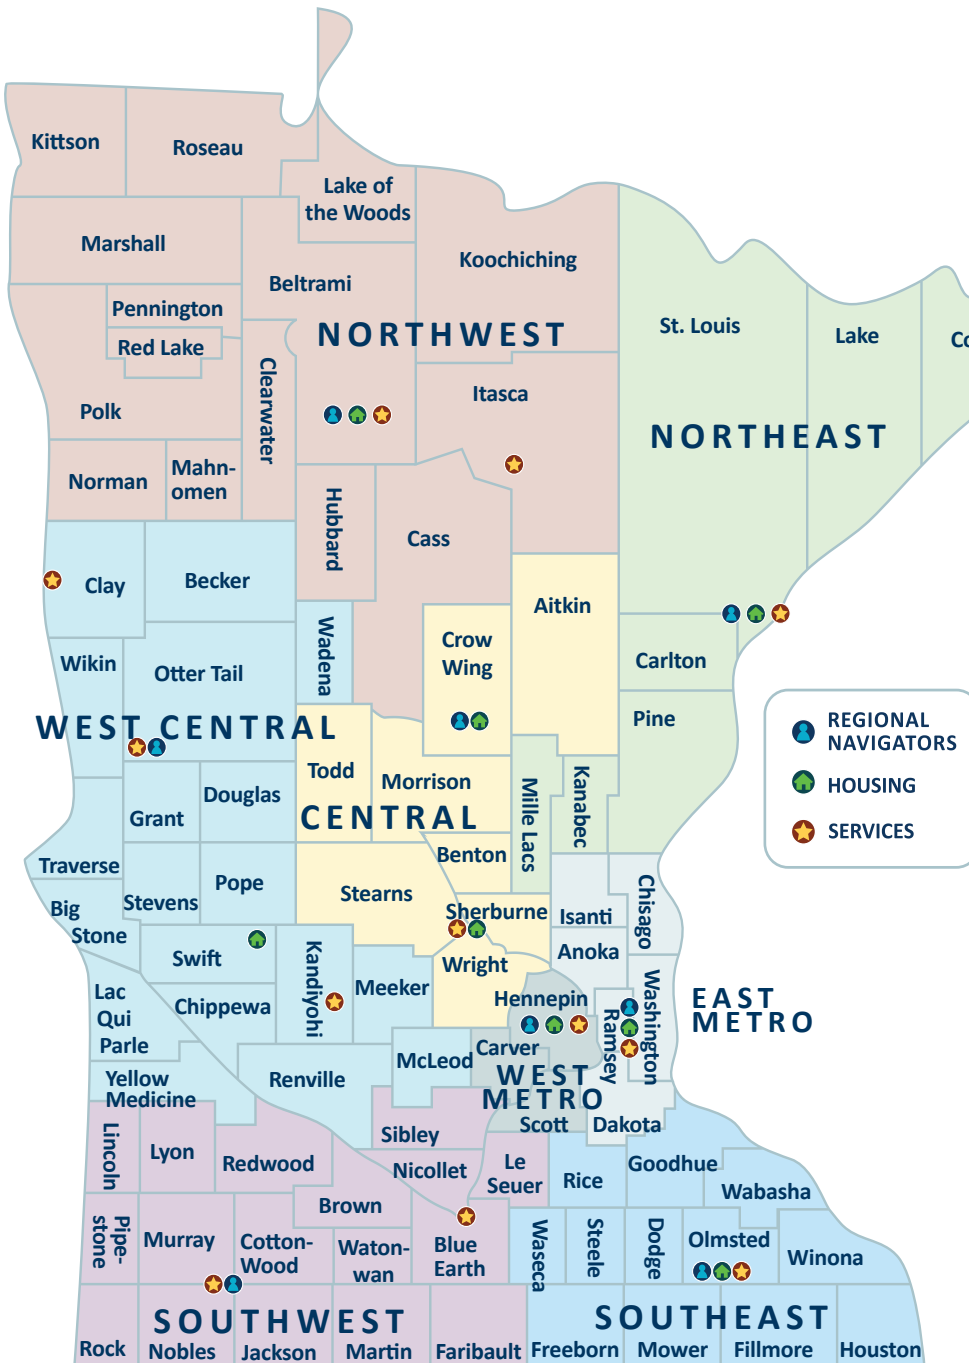 Kittson
Roseau
Lake of
the Woods
Marshall
Koochiching
Beltrami
Pennington
Red Lake
NORTHWEST
St. Louis
Lake
Co
Clearwater
Itasca
Polk
NORTHEAST
Norman
Mahn-
omen
Hubbard
Cass
Clay
Becker
Aitkin
Wadena
Crow
Wing
Wikin
Otter Tail
Carlton
WEST CENTRAL
Pine
REGIONAL
NAVIGATORS
HOUSING
SERVICES
Todd
Morrison
Mille Lacs
Kanabec
Douglas
Grant
CENTRAL
Benton
Traverse
Stevens
Pope
Stearns
Sherburne
Isanti
Chisago
Big
Stone
Swift
Kandiyohi
Anoka
Wright
Meeker
Washington
Lac
Qui
Parle
Chippewa
Hennepin
EAST
METRO
Ramsey
Carver
McLeod
WEST
METRO
Renville
Yellow
Medicine
Scott
Dakota
Lincoln
Lyon
Redwood
Sibley
Nicollet
Le
Seuer
Rice
Goodhue
Wabasha
Brown
Pipe-
stone
Murray
Cotton-
Wood
Waton-
wan
Blue
Earth
Waseca
Steele
Dodge
Olmsted
Winona
SOUTHWEST
SOUTHEAST
Rock
Nobles
Jackson
Martin
Faribault
Freeborn
Mower
Fillmore
Houston